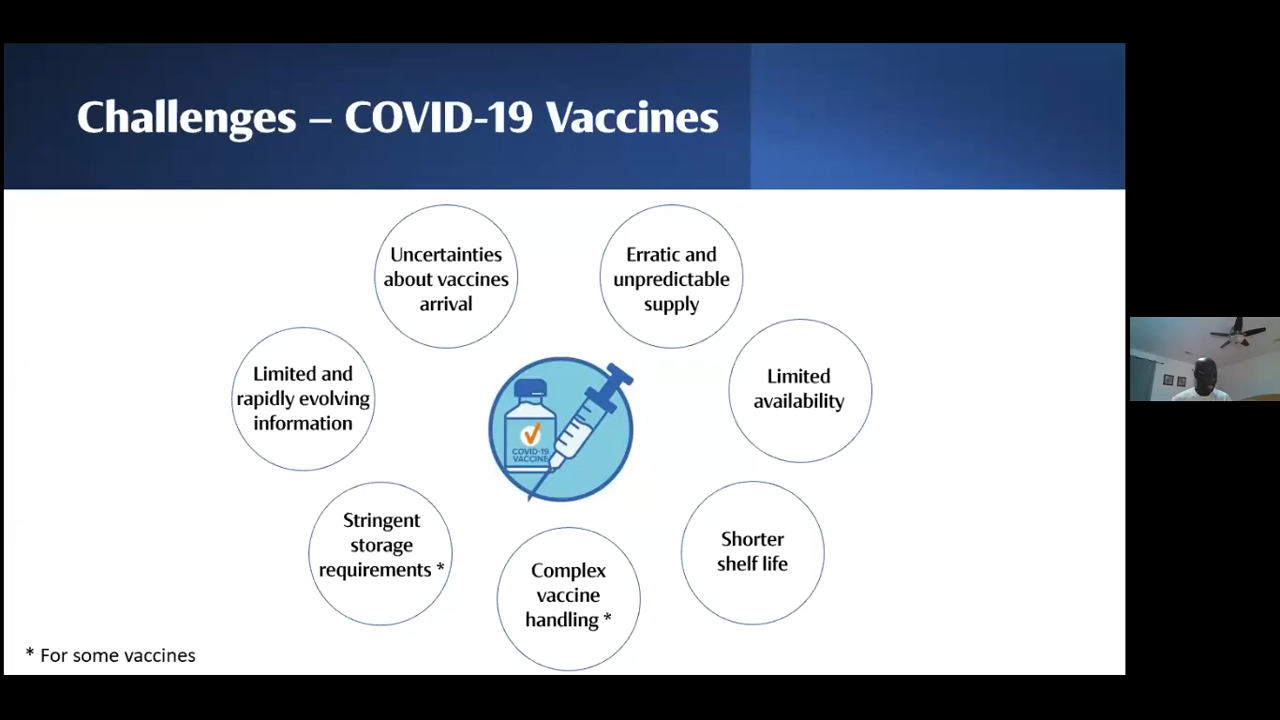 Challenges – COVID-19 Vaccines
Uncertainties
about vaccines
arrival
Erratic and
unpredictable
supply
Limited and
rapidly evolving
information
Limited
availability
COVID-19
VACCINE
Stringent
storage
requirements *
Complex
vaccine
handling *
Shorter
shelf life
* For some vaccines